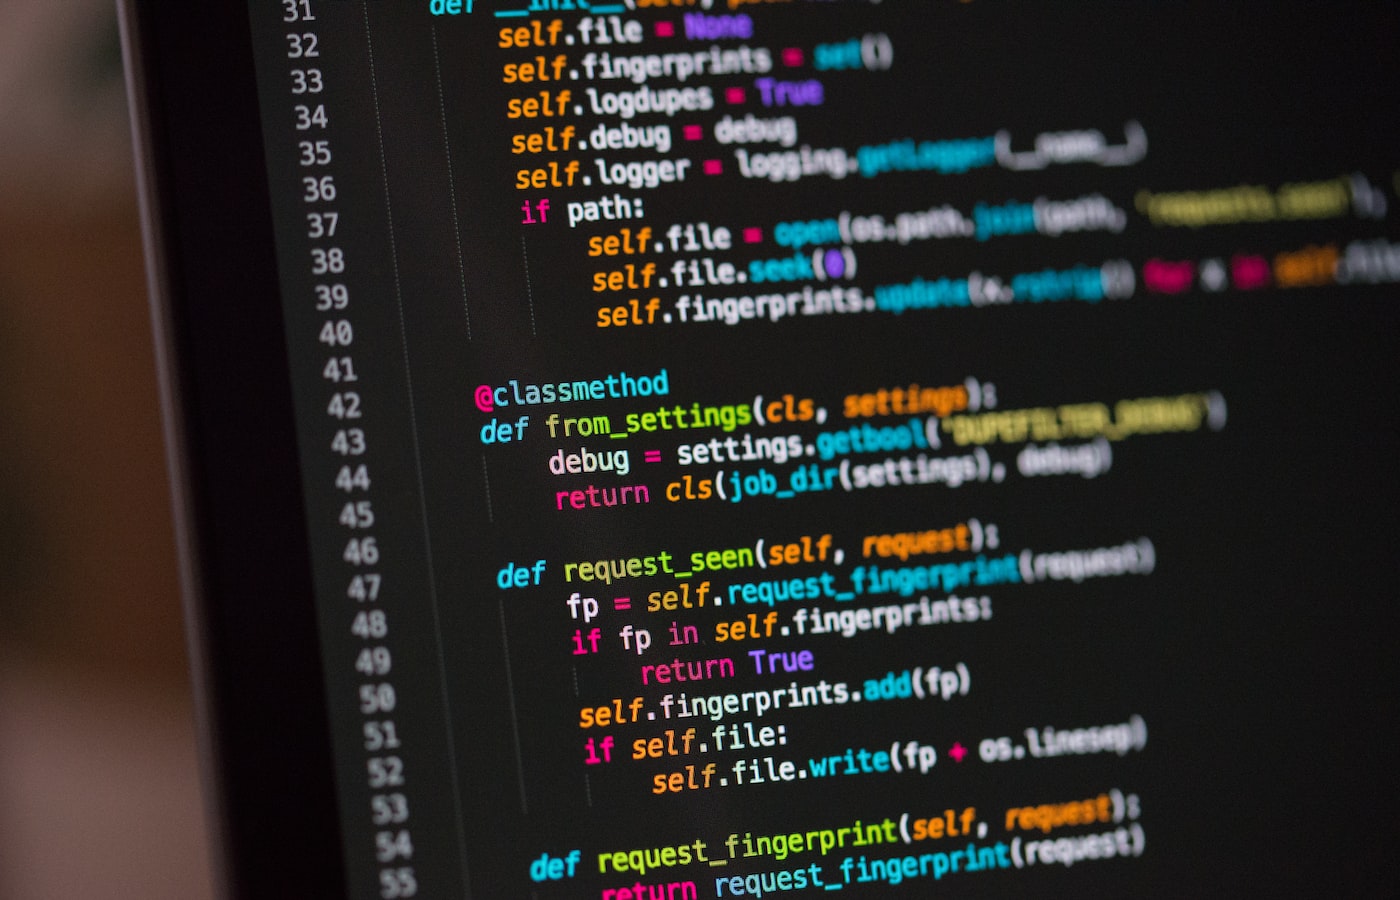 31 def __init__(self,
32 self.file = None
33 self.fingerprints = set()
34 self.logdupes = True
35 self.debug = debug
36 self.logger = logging.getLogger(__name__)
37 if path:
38 self.file = open(os.path.join(path, 'requests.seen'),
39 self.file.seek(0)
40 self.fingerprints.update(x.rstrip() for x in self.file
41
42 @classmethod
43 def from_settings(cls, settings):
44 debug = settings.getbool('DUPEFILTER_DEBUG')
45 return cls(job_dir(settings), debug)
46
47 def request_seen(self, request):
48 fp = self.request_fingerprint(request)
49 if fp in self.fingerprints:
50 return True
51 self.fingerprints.add(fp)
52 if self.file:
53 self.file.write(fp + os.linesep)
54
55 def request_fingerprint(self, request):
return request_fingerprint(request)